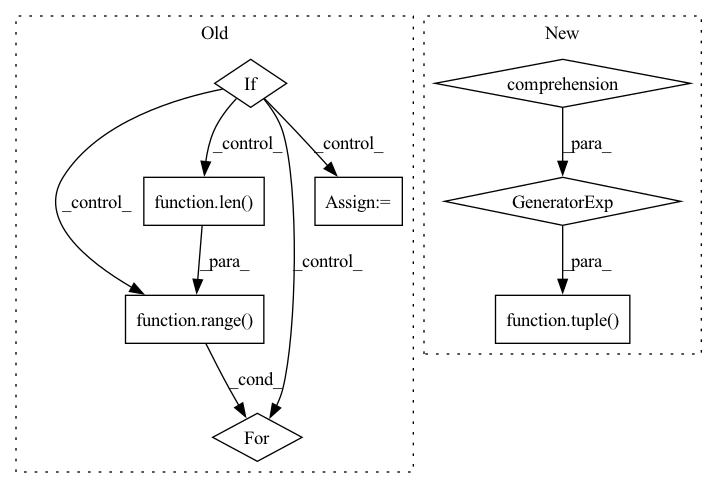 Old
New
If
comprehension
_control_
_control_
_para_
function.len()
Assign:=
GeneratorExp
_control_
_para_
_control_
_para_
function.range()
function.tuple()
_cond_
For